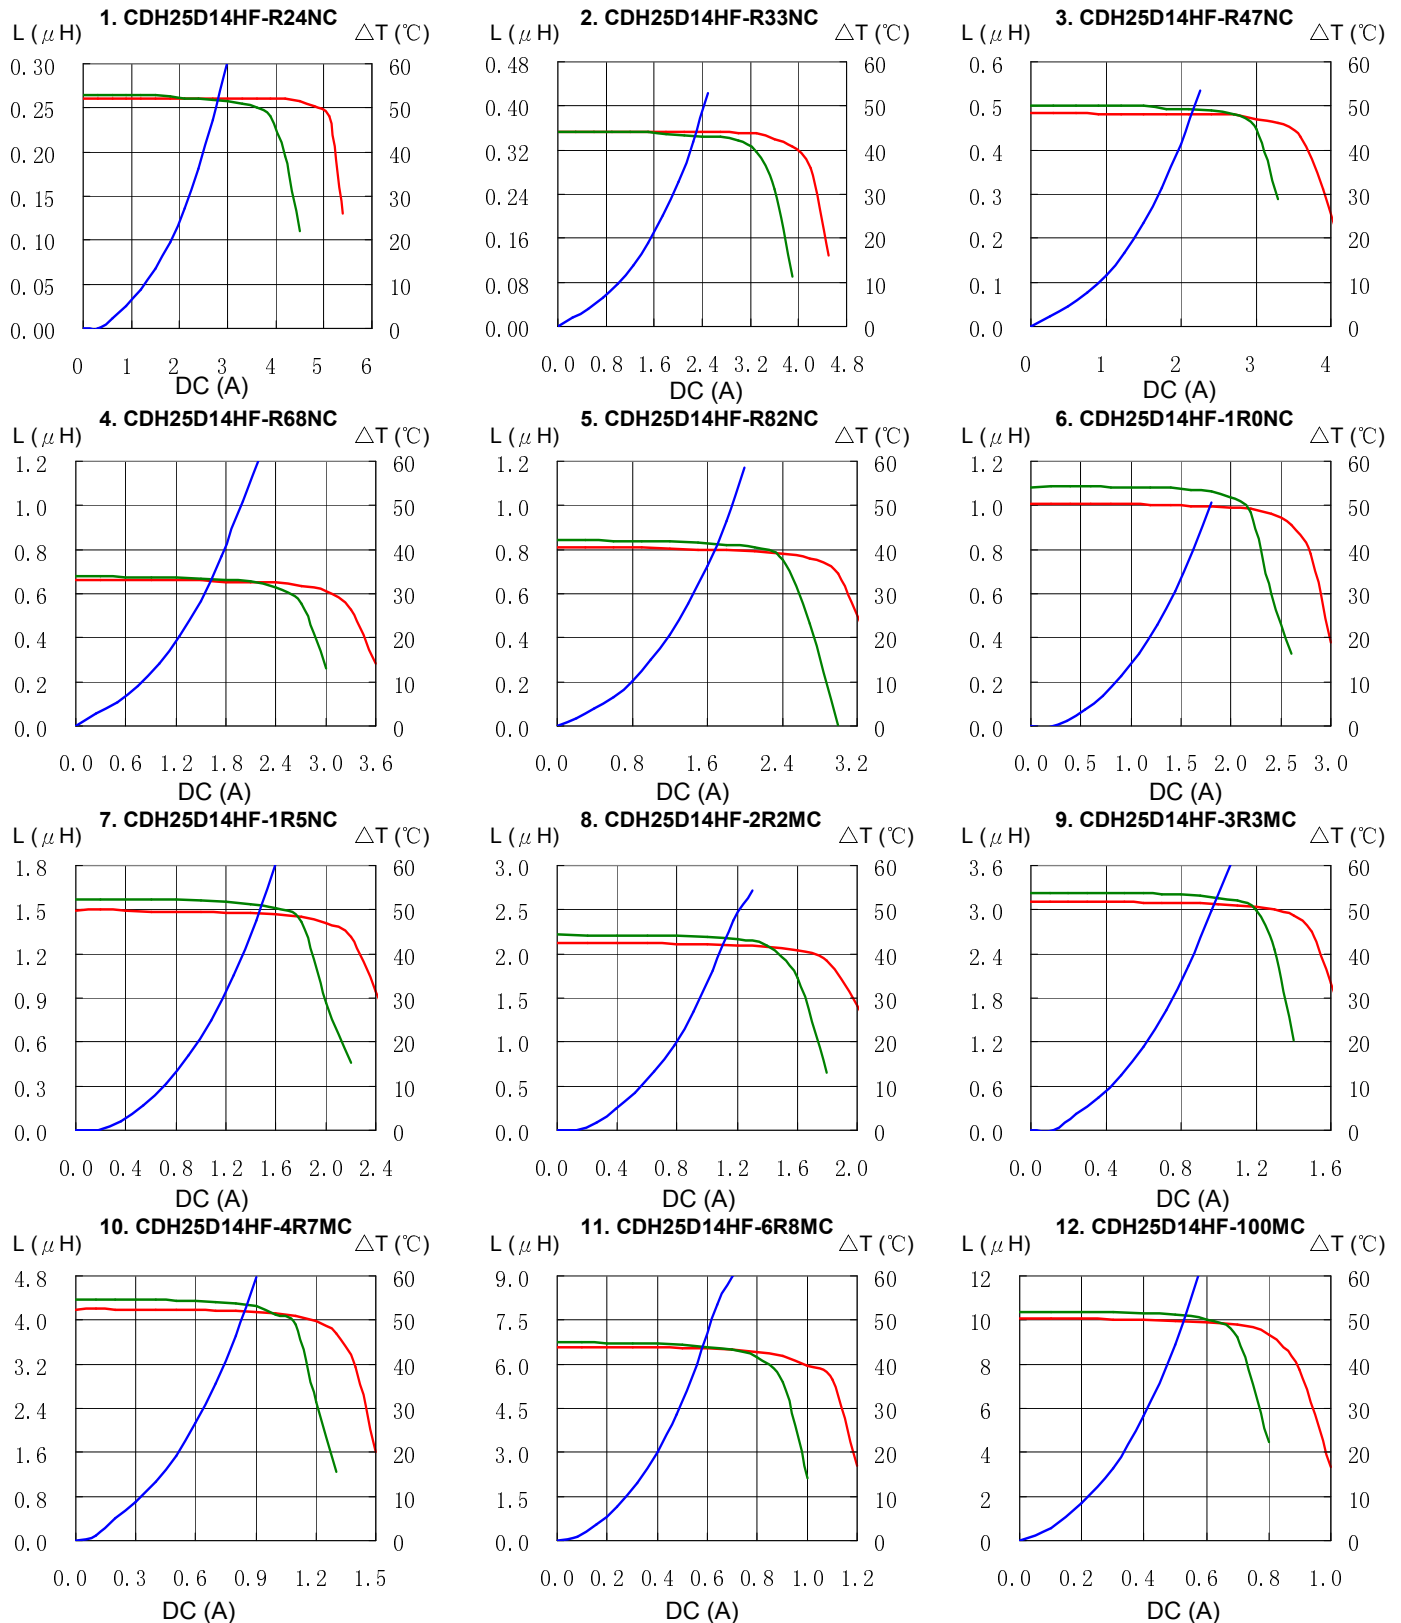 1. CDH25D14HF-R24NC
L (μH) △T (℃)
0.30 60
0.25 50
0.20 40
0.15 30
0.10 20
0.05 10
0.00 0
0 1 2 3 4 5 6
DC (A)
2. CDH25D14HF-R33NC
L (μH) △T (℃)
0.48 60
0.40 50
0.32 40
0.24 30
0.16 20
0.08 10
0.00 0
0.0 0.8 1.6 2.4 3.2 4.0 4.8
DC (A)
3. CDH25D14HF-R47NC
L (μH) △T (℃)
0.6 60
0.5 50
0.4 40
0.3 30
0.2 20
0.1 10
0.0 0
0 1 2 3 4
DC (A)
4. CDH25D14HF-R68NC
L (μH) △T (℃)
1.2 60
1.0 50
0.8 40
0.6 30
0.4 20
0.2 10
0.0 0
0.0 0.6 1.2 1.8 2.4 3.0 3.6
DC (A)
5. CDH25D14HF-R82NC
L (μH) △T (℃)
1.2 60
1.0 50
0.8 40
0.6 30
0.4 20
0.2 10
0.0 0
0.0 0.8 1.6 2.4 3.2
DC (A)
6. CDH25D14HF-1R0NC
L (μH) △T (℃)
1.2 60
1.0 50
0.8 40
0.6 30
0.4 20
0.2 10
0.0 0
0.0 0.5 1.0 1.5 2.0 2.5 3.0
DC (A)
7. CDH25D14HF-1R5NC
L (μH) △T (℃)
1.8 60
1.5 50
1.2 40
0.9 30
0.6 20
0.3 10
0.0 0
0.0 0.4 0.8 1.2 1.6 2.0 2.4
DC (A)
8. CDH25D14HF-2R2MC
L (μH) △T (℃)
3.0 60
2.5 50
2.0 40
1.5 30
1.0 20
0.5 10
0.0 0
0.0 0.4 0.8 1.2 1.6 2.0
DC (A)
9. CDH25D14HF-3R3MC
L (μH) △T (℃)
3.6 60
3.0 50
2.4 40
1.8 30
1.2 20
0.6 10
0.0 0
0.0 0.4 0.8 1.2 1.6
DC (A)
10. CDH25D14HF-4R7MC
L (μH) △T (℃)
4.8 60
4.0 50
3.2 40
2.4 30
1.6 20
0.8 10
0.0 0
0.0 0.3 0.6 0.9 1.2 1.5
DC (A)
11. CDH25D14HF-6R8MC
L (μH) △T (℃)
9.0 60
7.5 50
6.0 40
4.5 30
3.0 20
1.5 10
0.0 0
0.0 0.2 0.4 0.6 0.8 1.0 1.2
DC (A)
12. CDH25D14HF-100MC
L (μH) △T (℃)
12 60
10 50
8 40
6 30
4 20
2 10
0 0
0.0 0.2 0.4 0.6 0.8 1.0
DC (A)